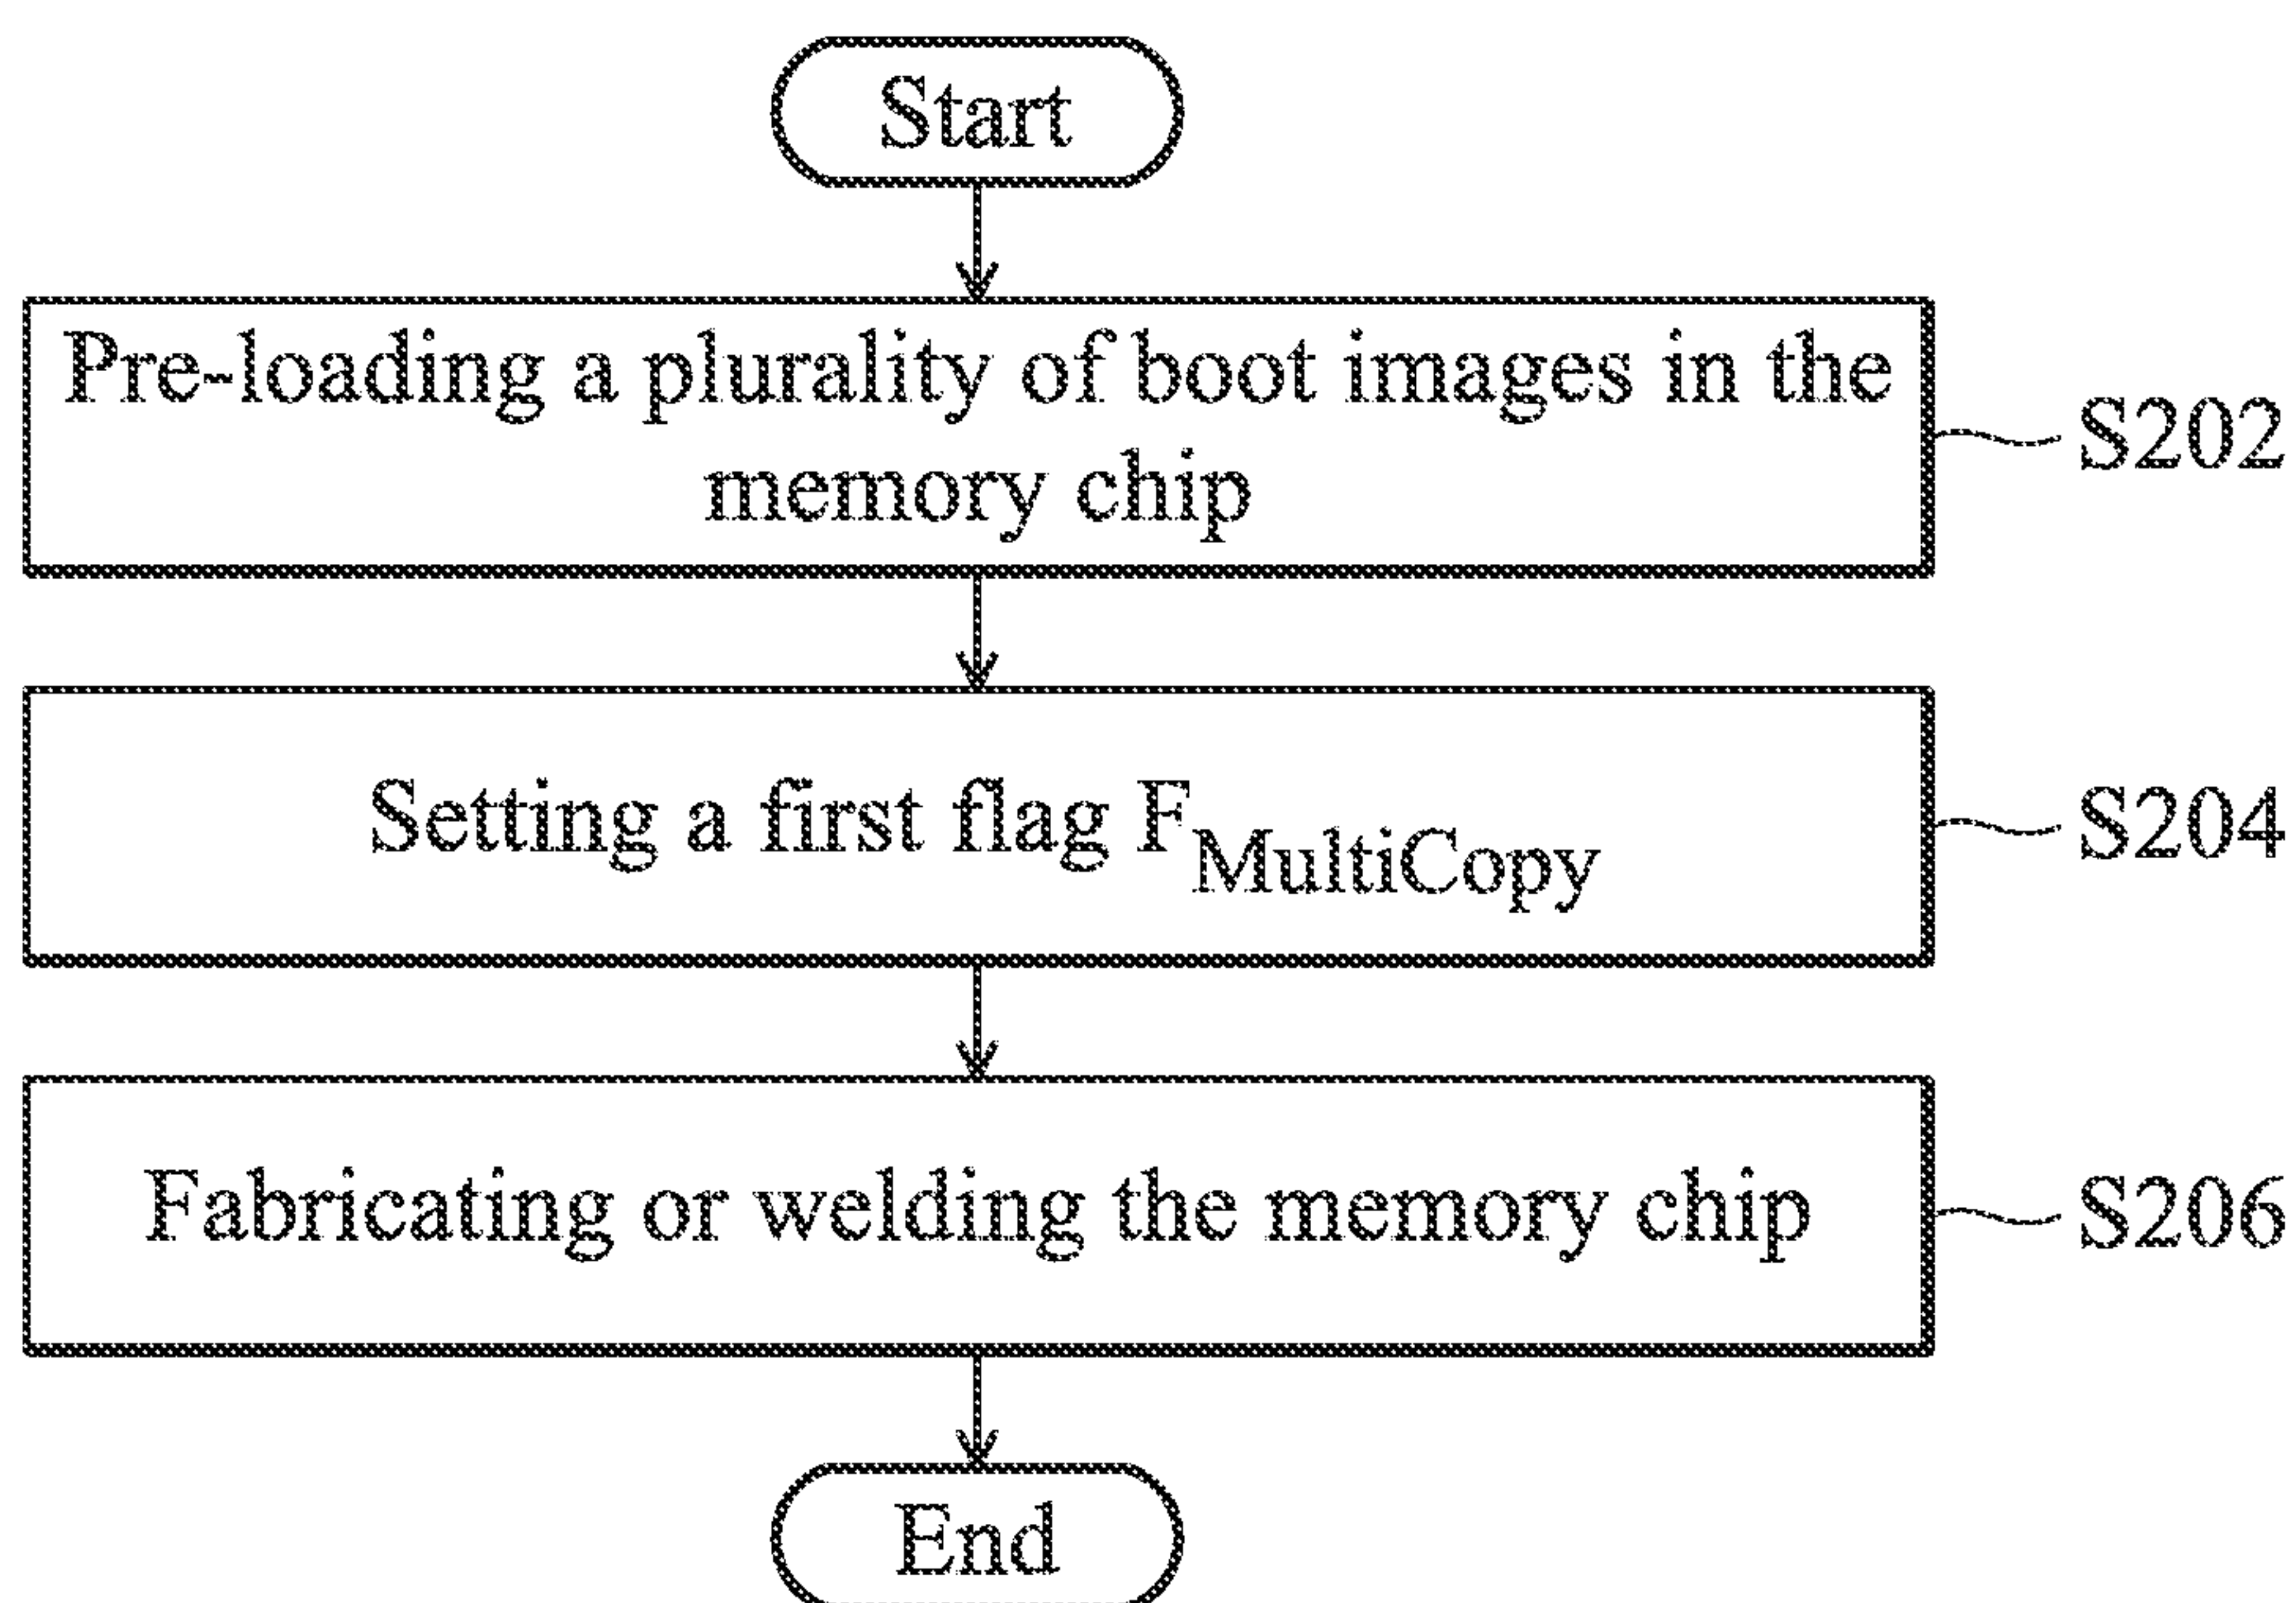 Start
Pre-loading a plurality of boot images in the
memory chip
S202
Setting a first flag FMultiCopy
S204
Fabricating or welding the memory chip
S206
End